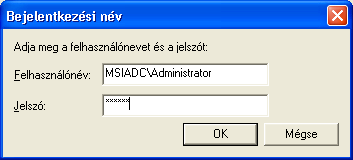 Bejelentkezési név
Adja meg a felhasználónevet és a jelszót:
Felhasználónév: MSIADC\Administrator
Jelszó: ××××××
OK Mégse